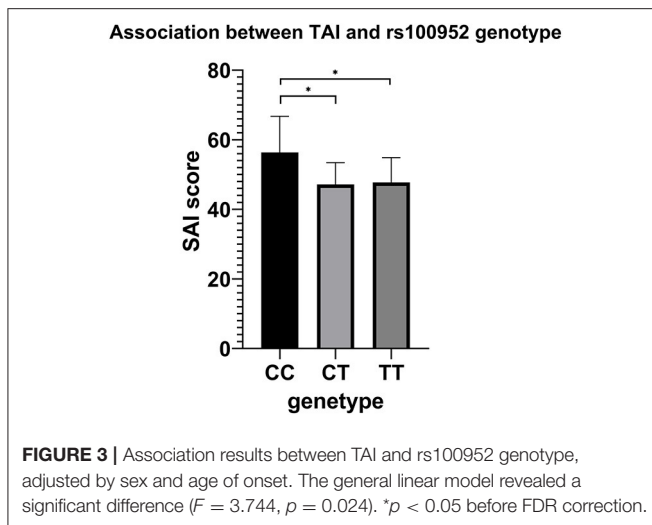 Association between TAI and rs100952 genotype
80
60
40
20
0
SAI score
*
*
CC CT TT
genetype
FIGURE 3 | Association results between TAI and rs100952 genotype,
adjusted by sex and age of onset. The general linear model revealed a
significant difference (F = 3.744, p = 0.024). *p < 0.05 before FDR correction.